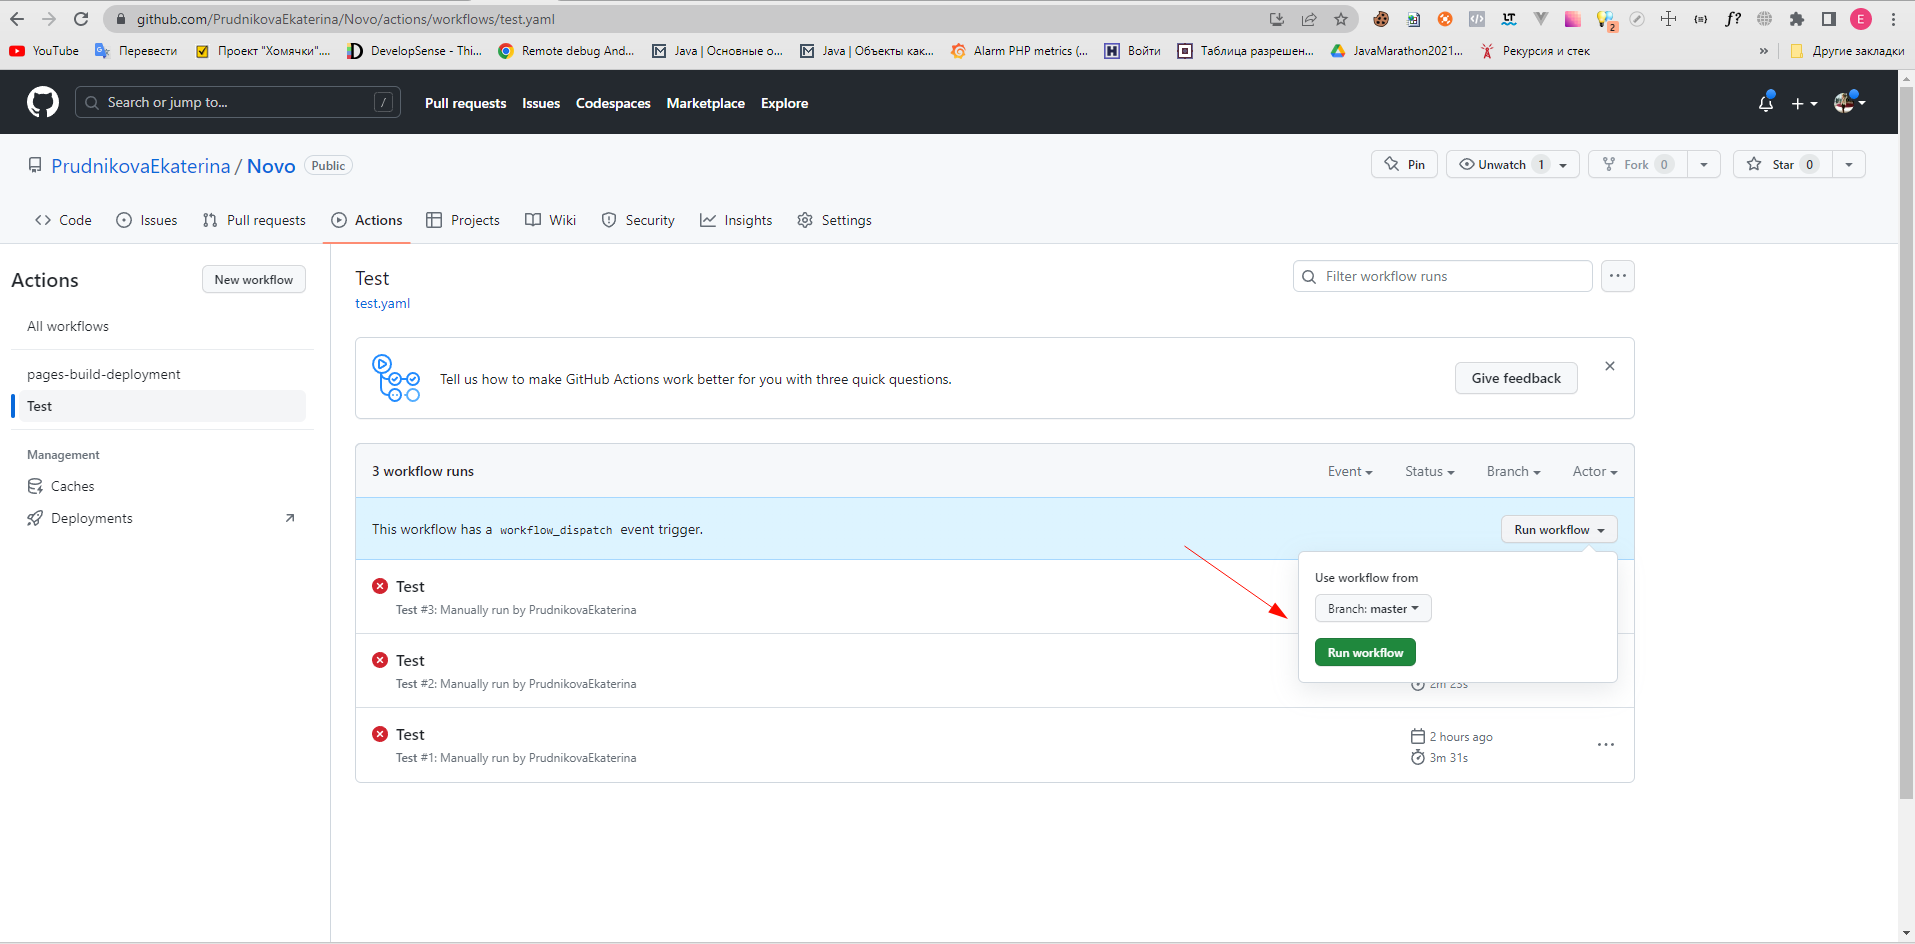 github.com/PrudnikovaEkaterina/Novo/actions/workflows/test.yaml
LT
2
{=}
f?
E
YouTube
Перевести
Проект "Хомячки"....
DevelopSense - Thi...
Remote debug And...
Java | Основные о...
Java | Объекты как...
Alarm PHP metrics (...
Войти
Таблица разрешен...
JavaMarathon2021...
Рекурсия и стек
»
Другие закладки
Search or jump to...
/
Pull requests
Issues
Codespaces
Marketplace
Explore
PrudnikovaEkaterina / Novo
Public
Pin
Unwatch 1
Fork 0
Star 0
Code
Issues
Pull requests
Actions
Projects
Wiki
Security
Insights
Settings
Actions
New workflow
All workflows
pages-build-deployment
Test
Management
Caches
Deployments
Test
test.yaml
Filter workflow runs
Tell us how to make GitHub Actions work better for you with three quick questions.
Give feedback
3 workflow runs
Event
Status
Branch
Actor
This workflow has a workflow_dispatch event trigger.
Run workflow
Use workflow from
Branch: master
Run workflow
Test
Test #3: Manually run by PrudnikovaEkaterina
Test
Test #2: Manually run by PrudnikovaEkaterina
2m 23s
Test
Test #1: Manually run by PrudnikovaEkaterina
2 hours ago
3m 31s